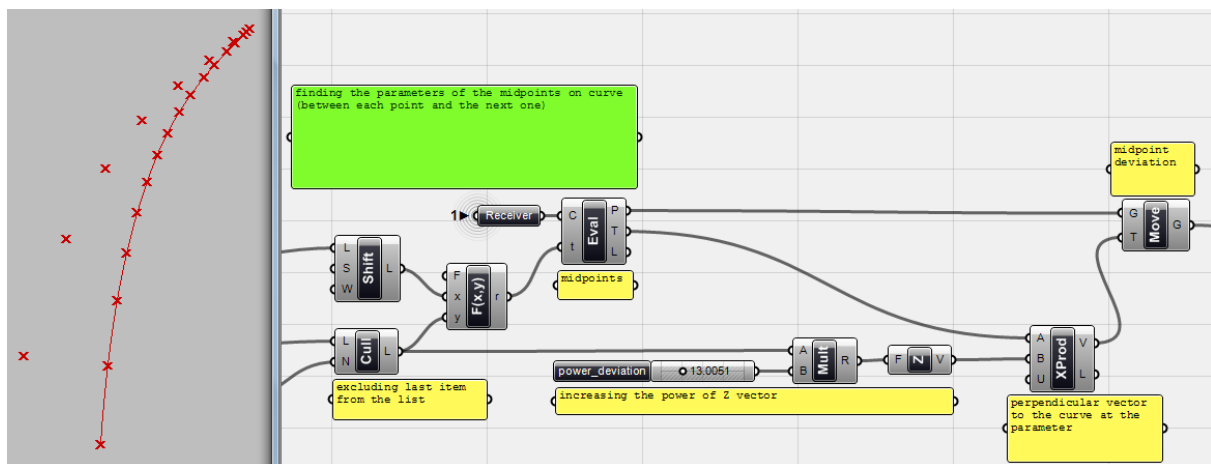 finding the parameters of the midpoints on curve
(between each point and the next one)
midpoint
deviation
1
Receiver
C
t
Eval
P
T
L
G
T
Move
G
L
S
W
Shift
L
F
x
y
F(x,y)
r
midpoints
L
N
Cull
L
power_deviation
13.0051
A
B
Mult
R
F
Z
V
A
B
U
XProd
V
L
excluding last item
from the list
increasing the power of Z vector
perpendicular vector
to the curve at the
parameter